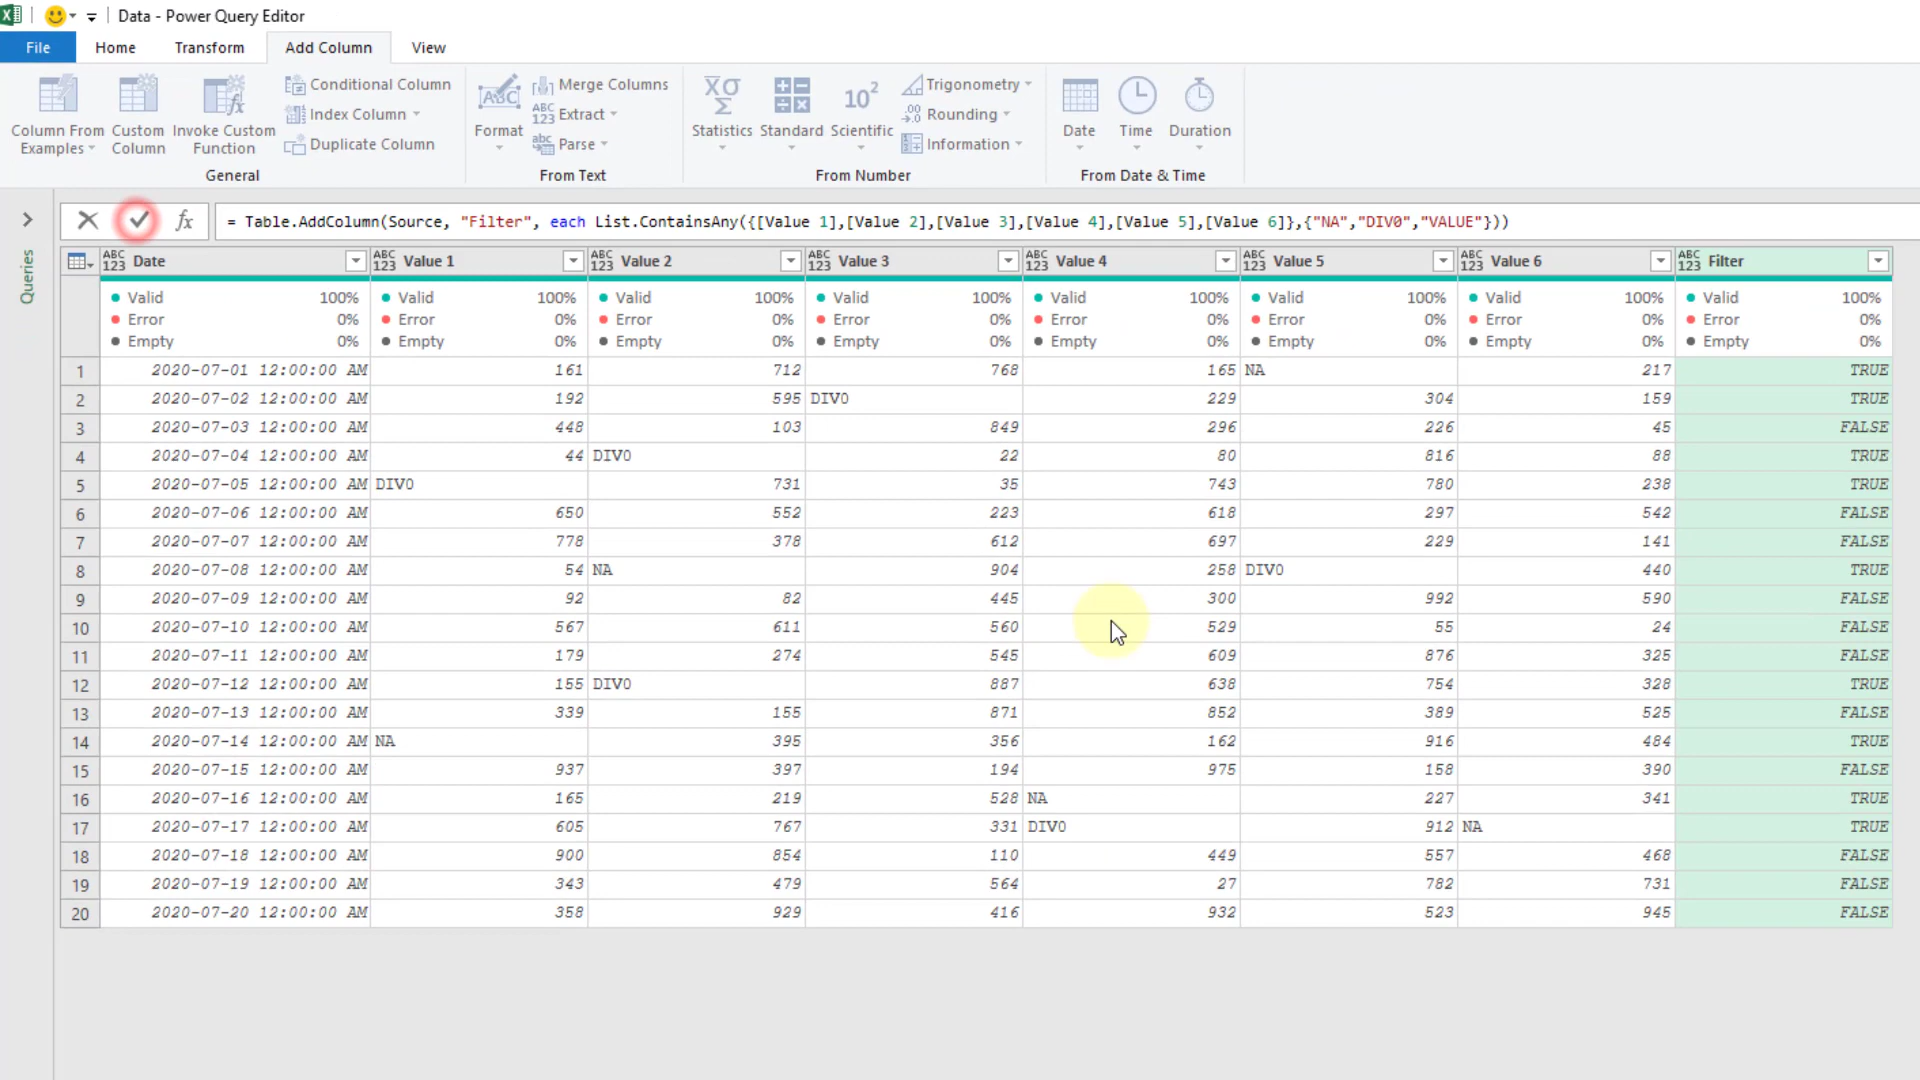 Data - Power Query Editor
File Home Transform Add Column View
Column From Examples
Custom Column
Invoke Custom Function
Conditional Column
Index Column
Duplicate Column
General
Format
Merge Columns
Extract
Parse
From Text
Statistics
Standard
Scientific
Trigonometry
Rounding
Information
From Number
Date
Time
Duration
From Date & Time
= Table.AddColumn(Source, "Filter", each List.ContainsAny({[Value 1],[Value 2],[Value 3],[Value 4],[Value 5],[Value 6]},{"NA","DIV0","VALUE"}))
Queries
ABC 123 Date ABC 123 Value 1 ABC 123 Value 2 ABC 123 Value 3 ABC 123 Value 4 ABC 123 Value 5 ABC 123 Value 6 ABC 123 Filter
Valid 100% Valid 100% Valid 100% Valid 100% Valid 100% Valid 100% Valid 100% Valid 100%
Error 0% Error 0% Error 0% Error 0% Error 0% Error 0% Error 0% Error 0%
Empty 0% Empty 0% Empty 0% Empty 0% Empty 0% Empty 0% Empty 0% Empty 0%
1 2020-07-01 12:00:00 AM 161 712 768 165 NA 217 TRUE
2 2020-07-02 12:00:00 AM 192 595 DIV0 229 304 159 TRUE
3 2020-07-03 12:00:00 AM 448 103 849 296 226 45 FALSE
4 2020-07-04 12:00:00 AM 44 DIV0 22 80 816 88 TRUE
5 2020-07-05 12:00:00 AM DIV0 731 35 743 780 238 TRUE
6 2020-07-06 12:00:00 AM 650 552 223 618 297 542 FALSE
7 2020-07-07 12:00:00 AM 778 378 612 697 229 141 FALSE
8 2020-07-08 12:00:00 AM 54 NA 904 258 DIV0 440 TRUE
9 2020-07-09 12:00:00 AM 92 82 445 300 992 590 FALSE
10 2020-07-10 12:00:00 AM 567 611 560 529 55 24 FALSE
11 2020-07-11 12:00:00 AM 179 274 545 609 876 325 FALSE
12 2020-07-12 12:00:00 AM 155 DIV0 887 638 754 328 TRUE
13 2020-07-13 12:00:00 AM 339 155 871 852 389 525 FALSE
14 2020-07-14 12:00:00 AM NA 395 356 162 916 484 TRUE
15 2020-07-15 12:00:00 AM 937 397 194 975 158 390 FALSE
16 2020-07-16 12:00:00 AM 165 219 528 NA 227 341 TRUE
17 2020-07-17 12:00:00 AM 605 767 331 DIV0 912 NA TRUE
18 2020-07-18 12:00:00 AM 900 854 110 449 557 468 FALSE
19 2020-07-19 12:00:00 AM 343 479 564 27 782 731 FALSE
20 2020-07-20 12:00:00 AM 358 929 416 932 523 945 FALSE